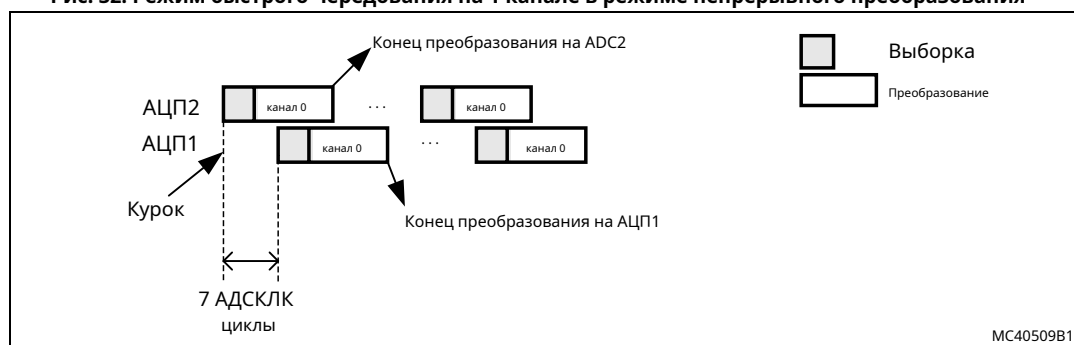 Рис. 32. Режим быстрого чередования на 1 канале в режиме непрерывного преобразования
Конец преобразования на ADC2
Выборка
Преобразование
АЦП2
канал 0
...
канал 0
АЦП1
канал 0
...
канал 0
Курок
Конец преобразования на АЦП1
7 АДСКЛК
циклы
МС40509В1